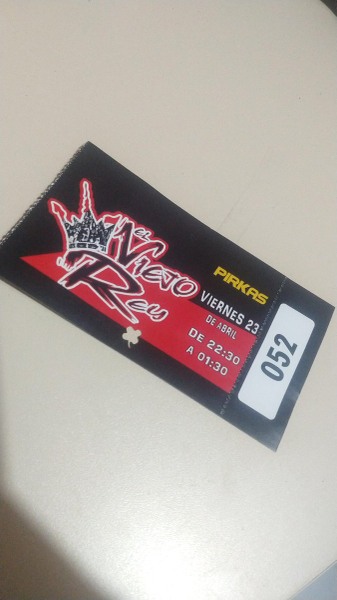 EL
VIEJO
Rey
PIRKAS
VIERNES 23
DE ABRIL
DE 22:30
A 01:30
052